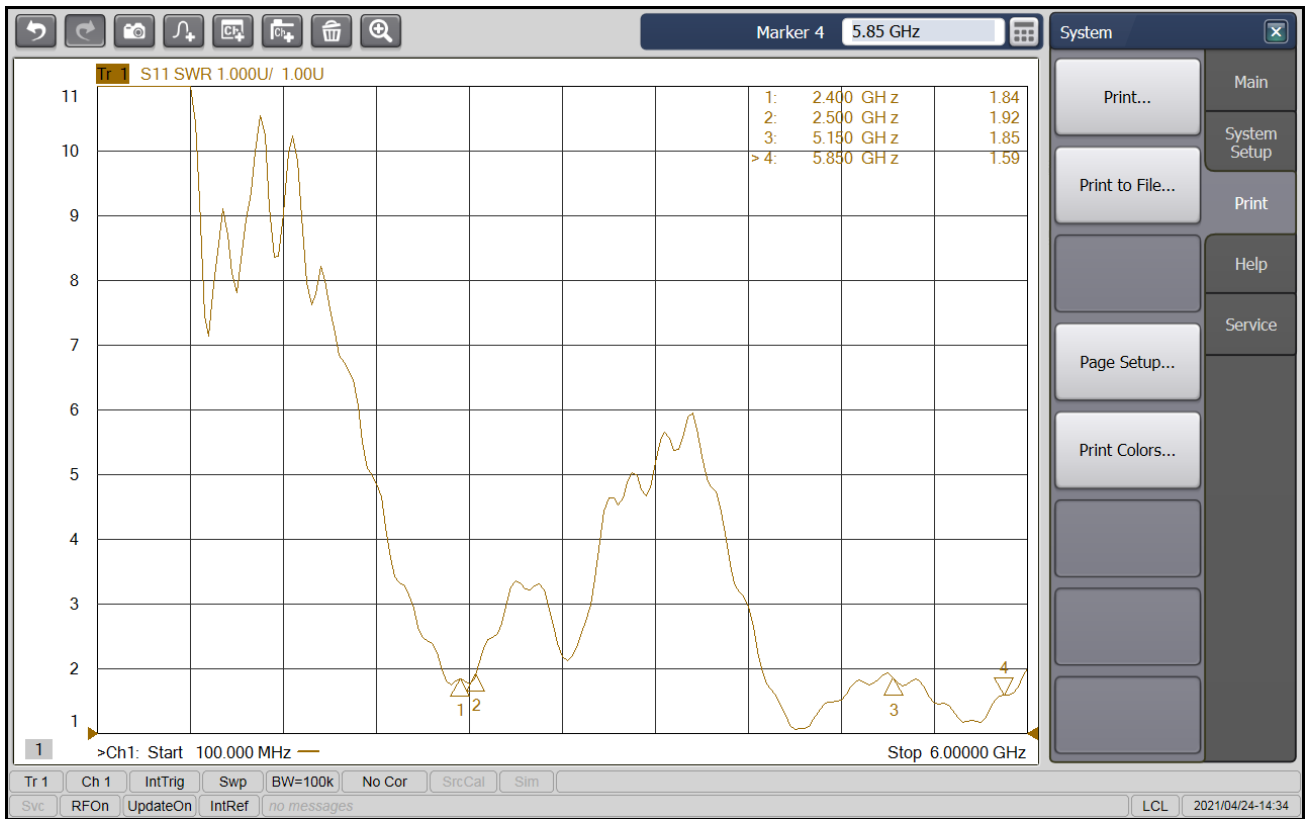 Marker 4 5.85 GHz
System
Tr 1 S11 SWR 1.000U/ 1.00U
1: 2.400 GHz 1.84
2: 2.500 GHz 1.92
3: 5.150 GHz 1.85
> 4: 5.850 GHz 1.59
11
10
9
8
7
6
5
4
3
2
1
1
2
3
4
1
>Ch1: Start 100.000 MHz
Stop 6.00000 GHz
Print...
Print to File...
Page Setup...
Print Colors...
Main
System
Setup
Print
Help
Service
Tr 1 Ch 1 IntTrig Swp BW=100k No Cor SrcCal Sim
Svc RFOn UpdateOn IntRef no messages LCL 2021/04/24-14:34
Ch
Ch